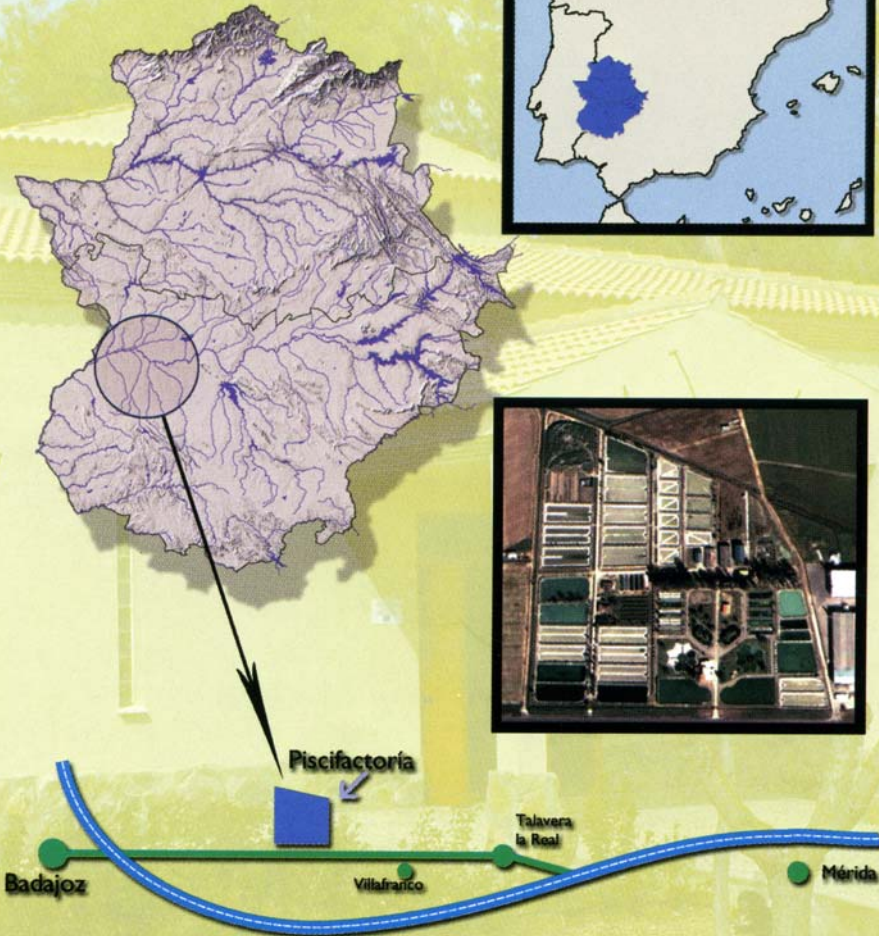 Piscifactoría
Talavera
la Real
Badajoz
Villafranco
Mérida